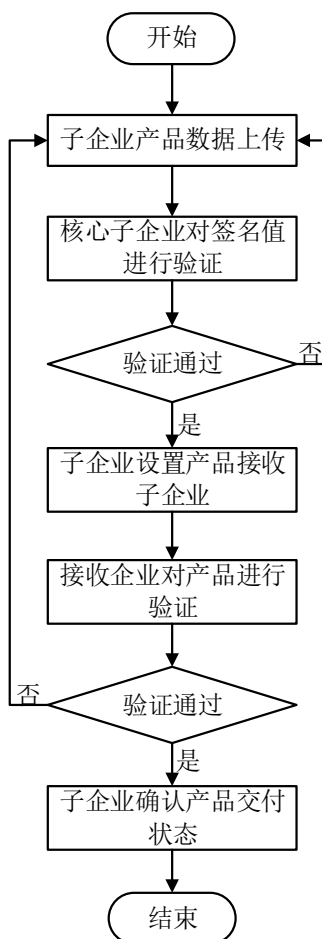 开始
子企业产品数据上传
核心子企业对签名值
进行验证
验证通过
否
是
子企业设置产品接收
子企业
接收企业对产品进行
验证
否
验证通过
是
子企业确认产品交付
状态
结束